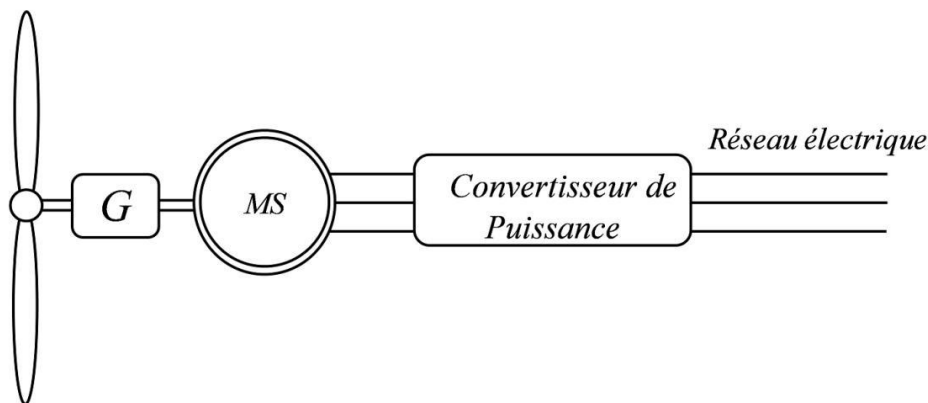 Réseau électrique
G
MS
Convertisseur de
Puissance